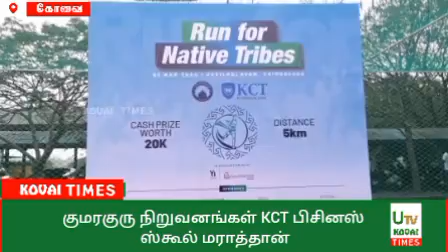 கோவை
Run for
Native Tribes
KCT
CASH PRIZE
WORTH
20K
DISTANCE
5km
KOVAI TIMES
குமரகுரு நிறுவனங்கள் KCT பிசினஸ்
ஸ்கூல் மராத்தான்
UTV
KOVAI
TIMES